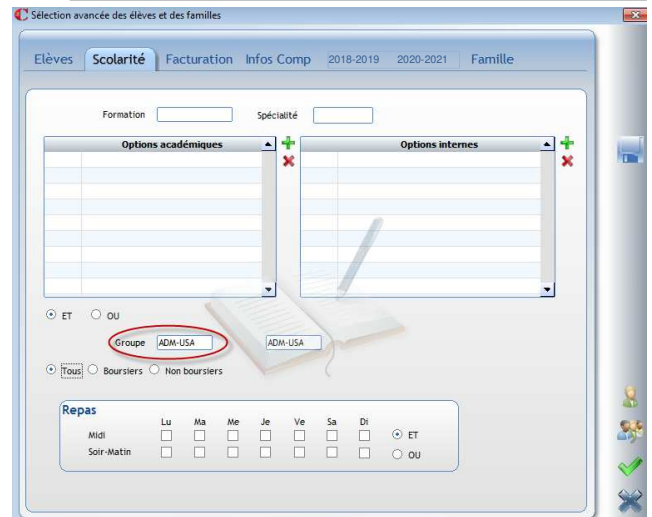 Sélection avancée des élèves et des familles
Elèves Scolarité Facturation Infos Comp 2018-2019 2020-2021 Famille
Formation Spécialité
Options académiques Options internes
ET OU
Groupe ADM-USA ADM-USA
Tous Boursiers Non boursiers
Repas
Lu Ma Me Je Ve Sa Di
Midi ET
Soir-Matin OU